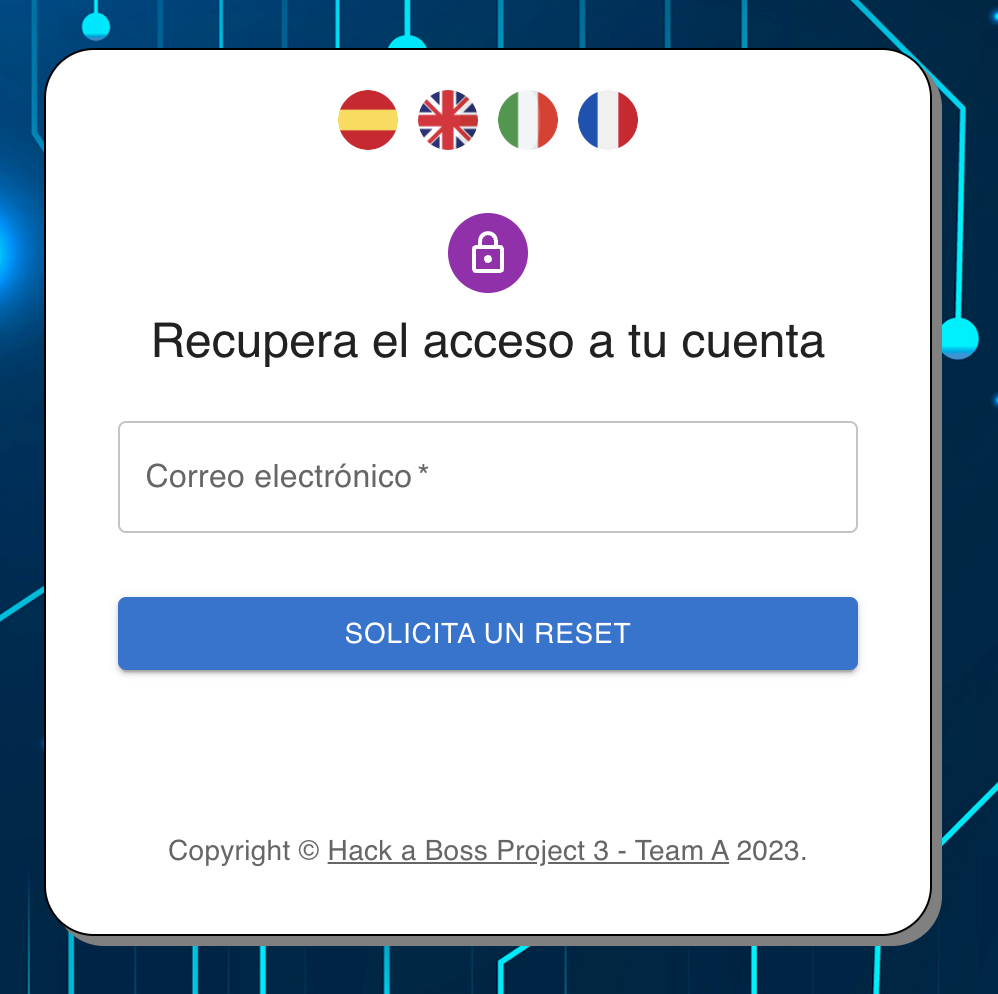 Recupera el acceso a tu cuenta
Correo electrónico *
SOLICITA UN RESET
Copyright © Hack a Boss Project 3 - Team A 2023.